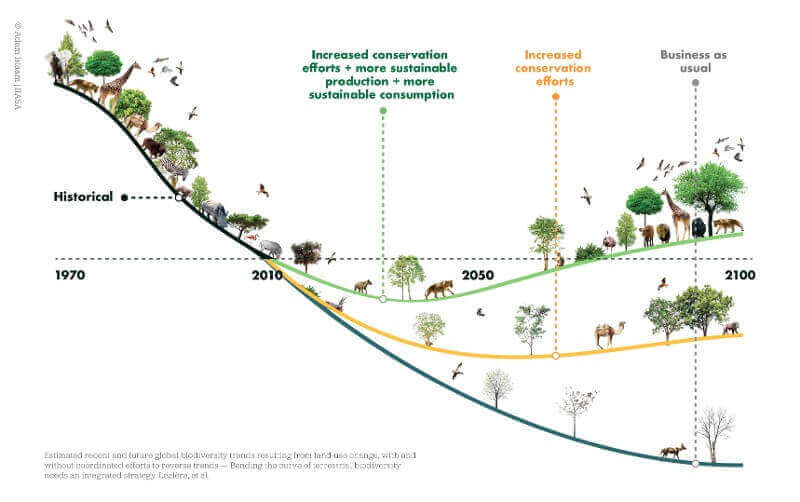 © Adam Islaam | IIASA
Increased conservation
efforts + more sustainable
production + more
sustainable consumption
Increased
conservation
efforts
Business as
usual
Historical
1970
2010
2050
2100
Estimated recent and future global biodiversity trends resulting from land-use change, with and
without coordinated efforts to reverse trends — Bending the curve of terrestrial biodiversity
needs an integrated strategy. Leclère, et al.